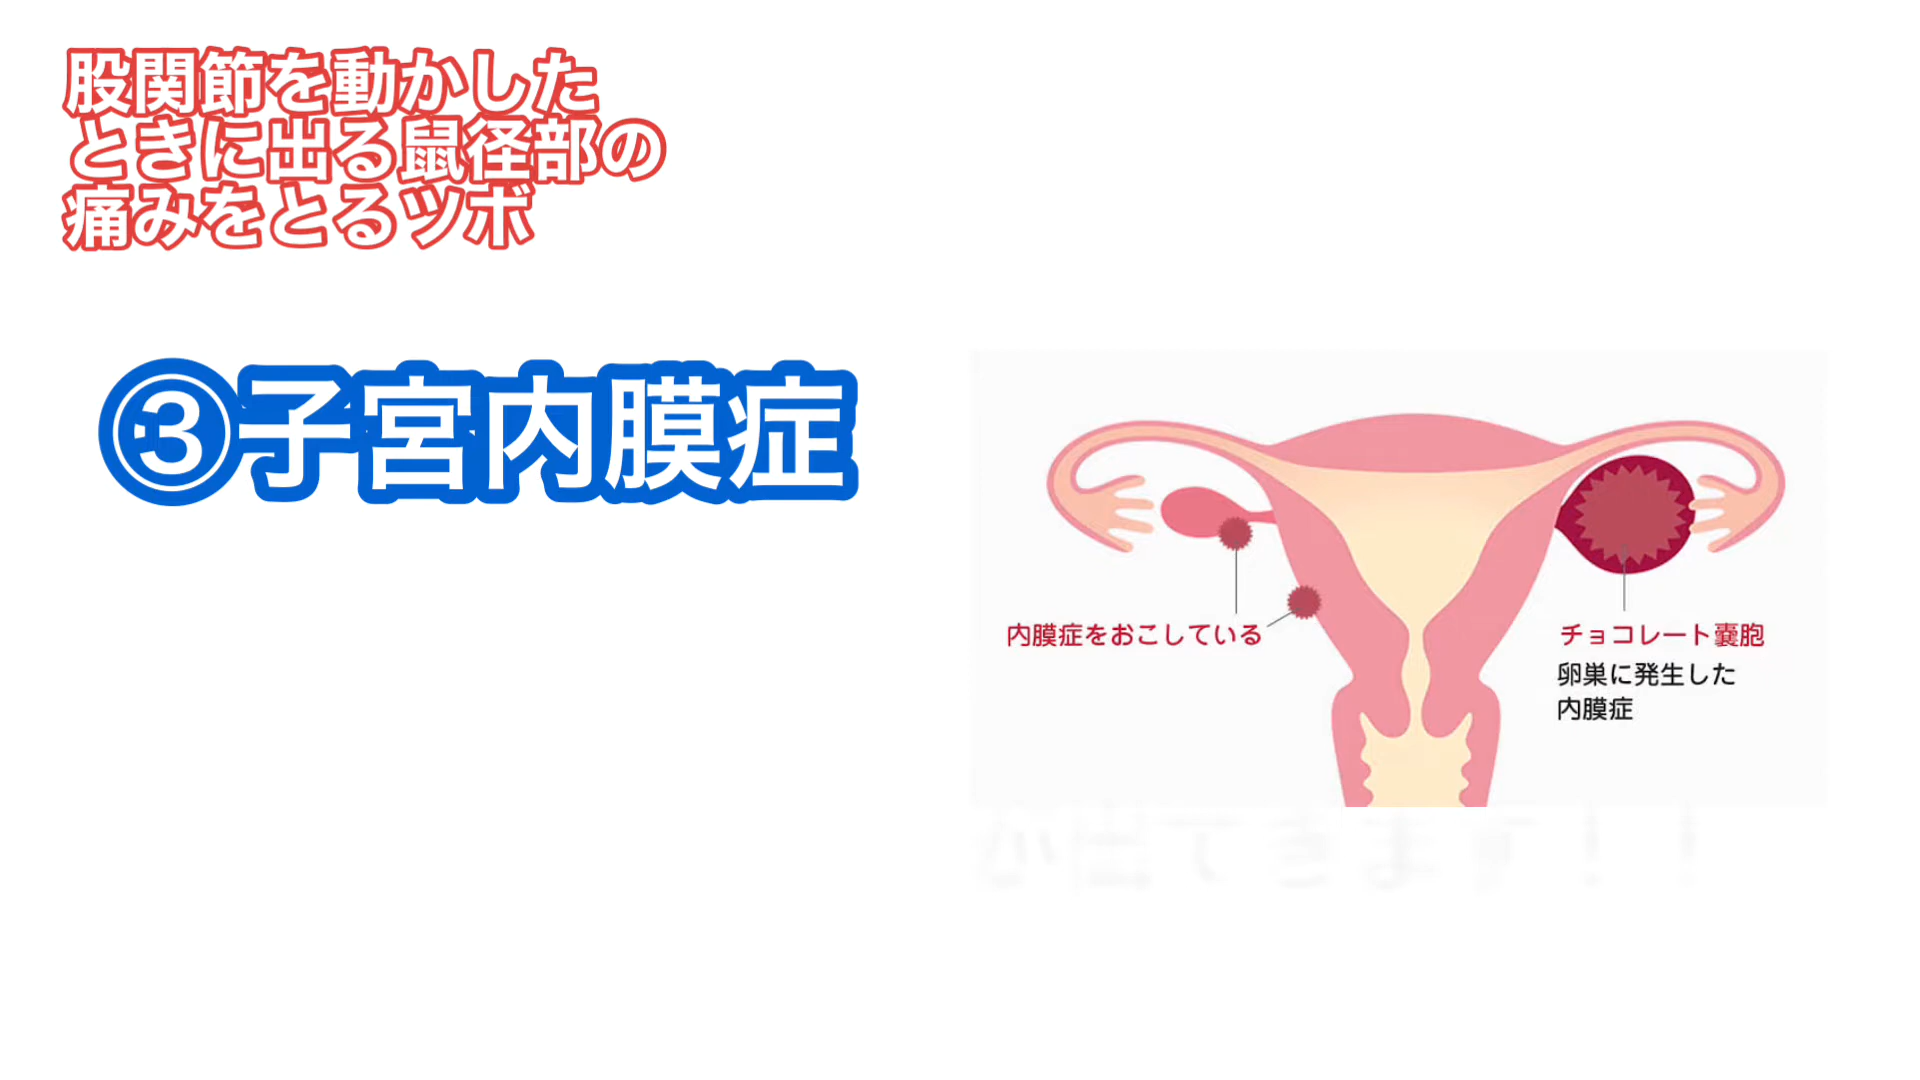 股関節を動かした
ときに出る鼠径部の
痛みをとるツボ
③子宮内膜症
内膜症をおこしている
チョコレート嚢胞
卵巣に発生した
内膜症